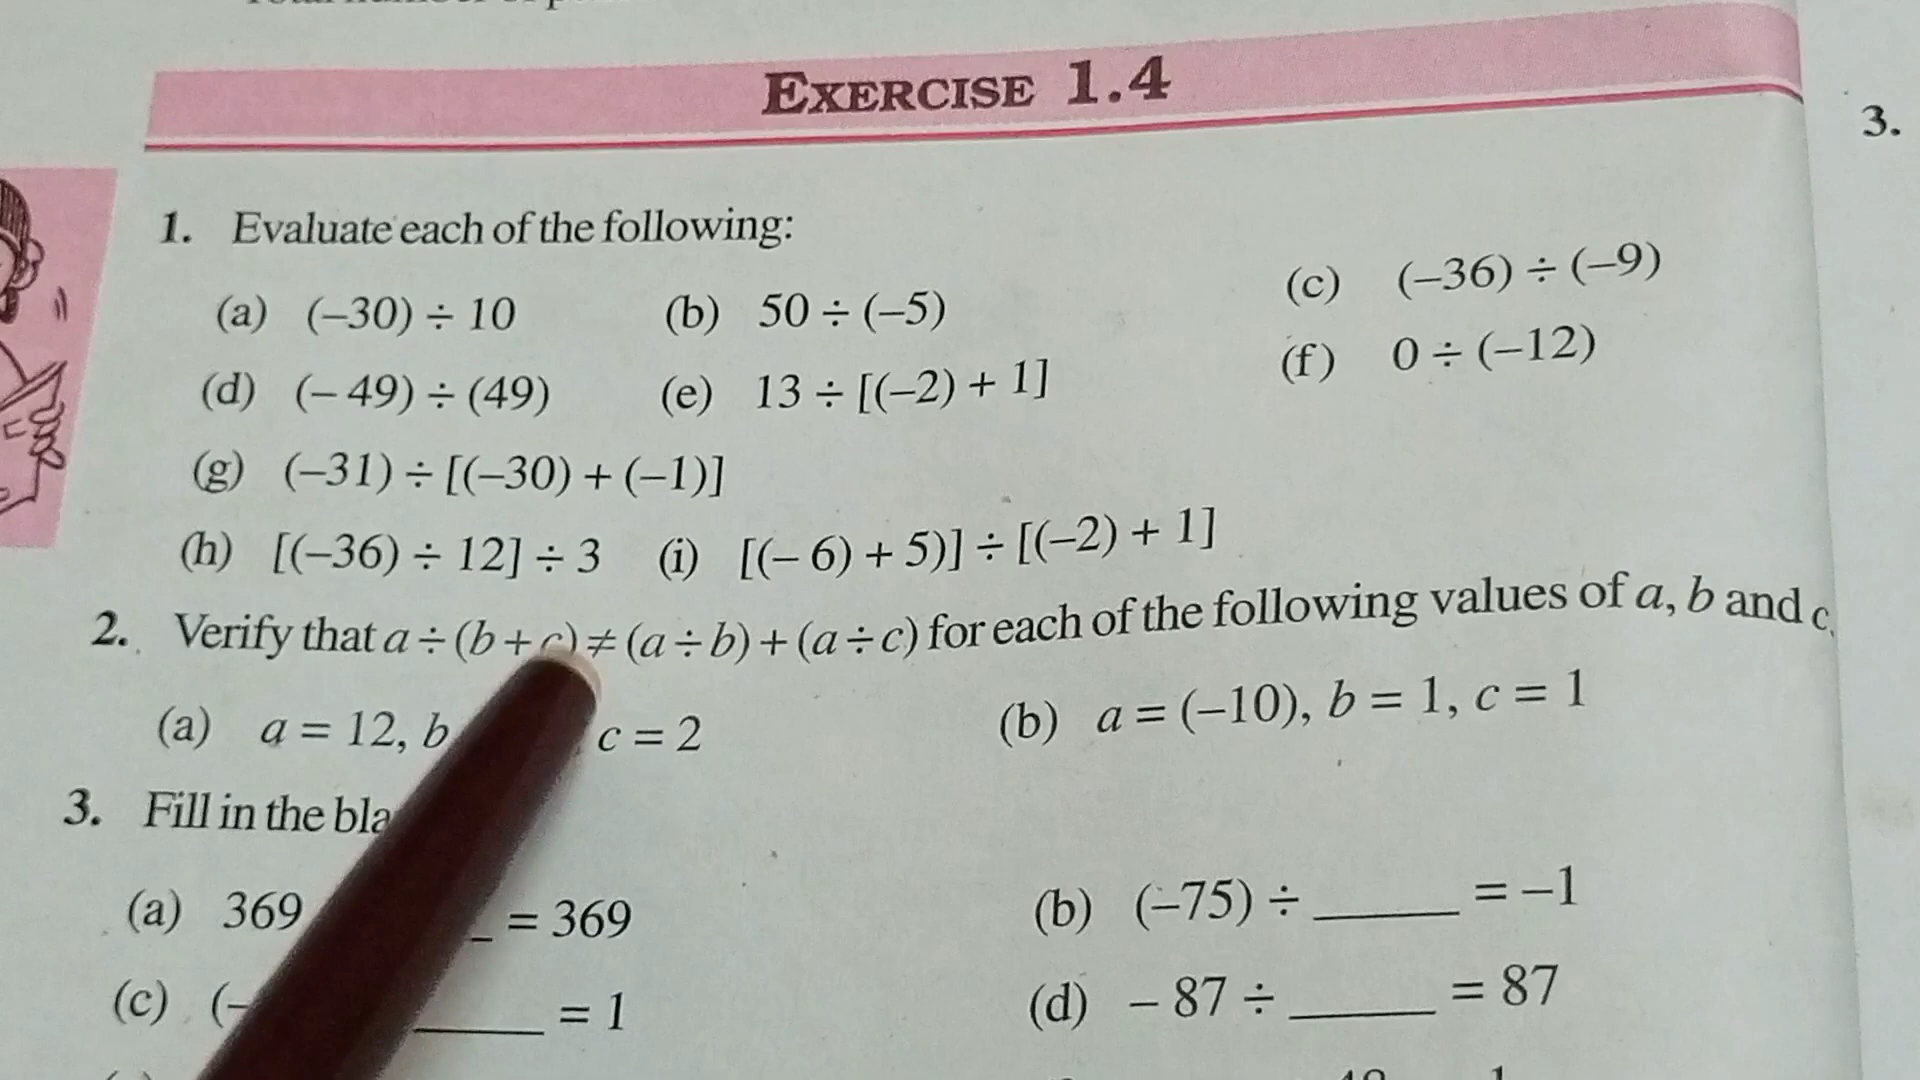 EXERCISE 1.4
3.
1. Evaluate each of the following:
(a) (–30) ÷ 10 (b) 50 ÷ (–5) (c) (–36) ÷ (–9)
(d) (– 49) ÷ (49) (e) 13 ÷ [(–2) + 1] (f) 0 ÷ (–12)
(g) (–31) ÷ [(–30) + (–1)]
(h) [(–36) ÷ 12] ÷ 3 (i) [(– 6) + 5)] ÷ [(–2) + 1]
2. Verify that a ÷ (b + c) ≠ (a ÷ b) + (a ÷ c) for each of the following values of a, b and c.
(a) a = 12, b c = 2 (b) a = (–10), b = 1, c = 1
3. Fill in the
(a) 369 _ = 369 (b) (–75) ÷ _____ = –1
(c) (– _____ = 1 (d) – 87 ÷ _____ = 87